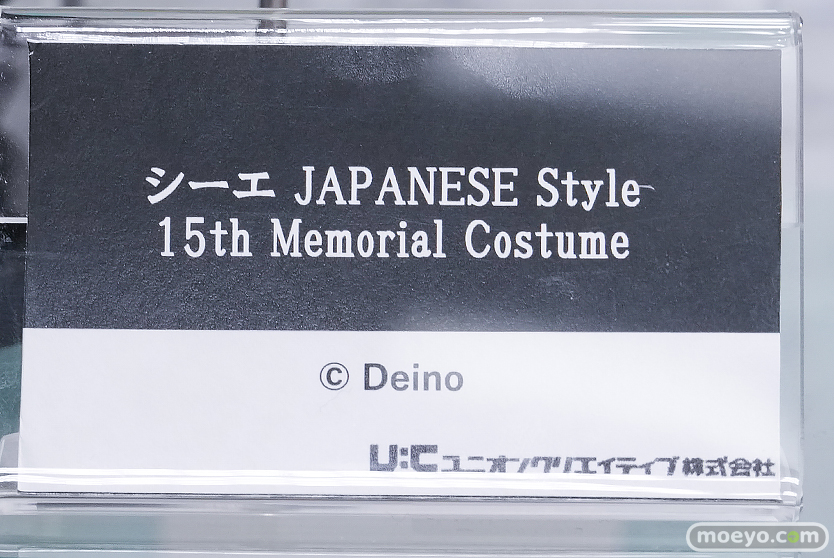 シーエ JAPANESE Style
15th Memorial Costume
© Deino
U:C ユニオンクリエイティブ株式会社
moeyo.com